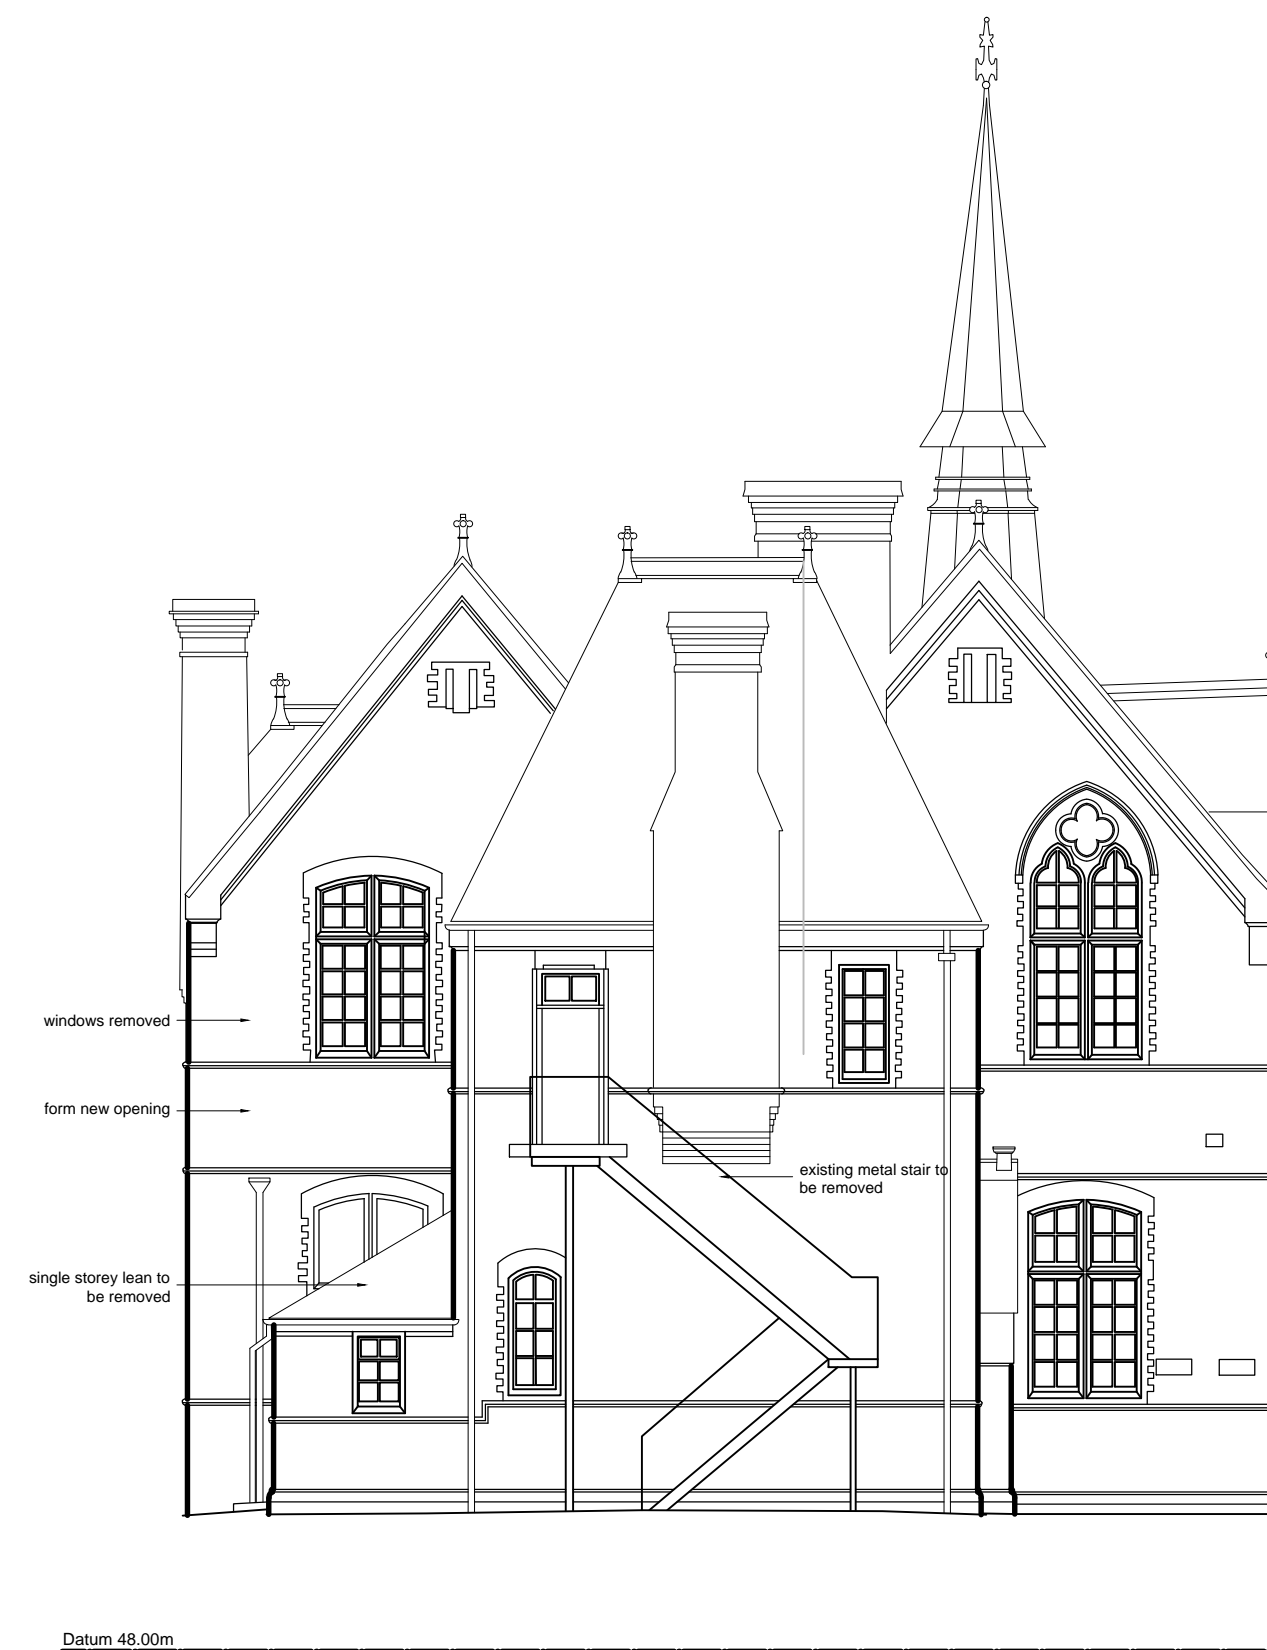 windows removed
form new opening
existing metal stair to
be removed
single storey lean to
be removed
Datum 48.00m